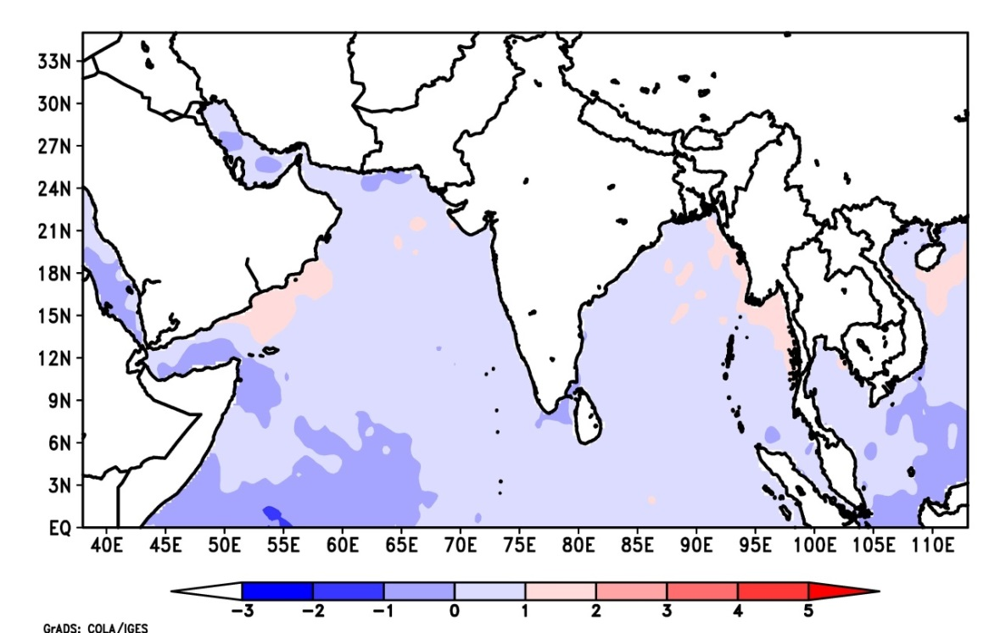 33N
30N
27N
24N
21N
18N
15N
12N
9N
6N
3N
EQ
40E 45E 50E 55E 60E 65E 70E 75E 80E 85E 90E 95E 100E 105E 110E
-3 -2 -1 0 1 2 3 4 5
GrADS: COLA/IGES